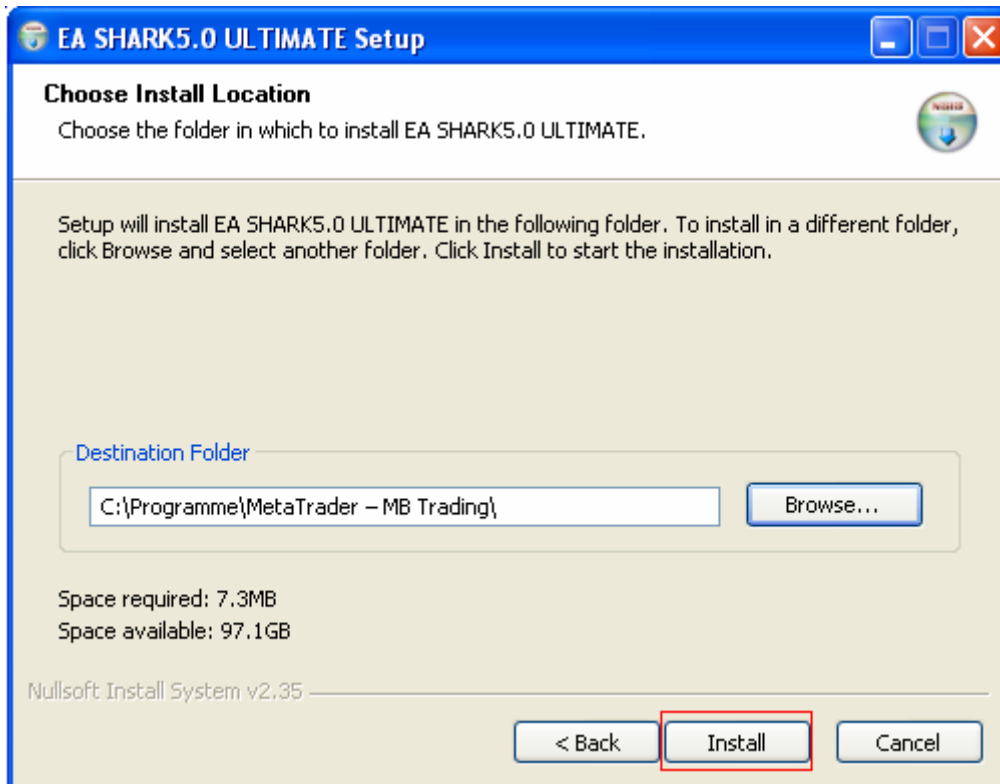 EA SHARK5.0 ULTIMATE Setup
Choose Install Location
Choose the folder in which to install EA SHARK5.0 ULTIMATE.
Setup will install EA SHARK5.0 ULTIMATE in the following folder. To install in a different folder,
click Browse and select another folder. Click Install to start the installation.
Destination Folder
C:\Programme\MetaTrader – MB Trading\
Browse...
Space required: 7.3MB
Space available: 97.1GB
Nullsoft Install System v2.35
< Back
Install
Cancel